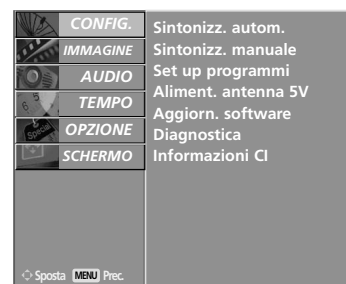 CONFIG.
IMMAGINE
AUDIO
TEMPO
OPZIONE
SCHERMO
Sintonizz. autom.
Sintonizz. manuale
Set up programmi
Aliment. antenna 5V
Aggiorn. software
Diagnostica
Informazioni CI
Sposta MENU Prec.